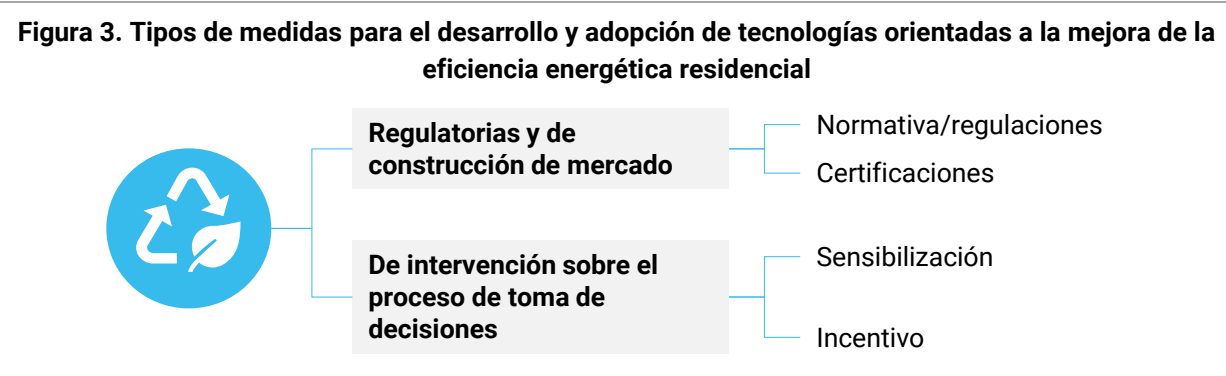 Figura 3. Tipos de medidas para el desarrollo y adopción de tecnologías orientadas a la mejora de la
eficiencia energética residencial
Regulatorias y de
construcción de mercado
Normativa/regulaciones
Certificaciones
De intervención sobre el
proceso de toma de
decisiones
Sensibilización
Incentivo